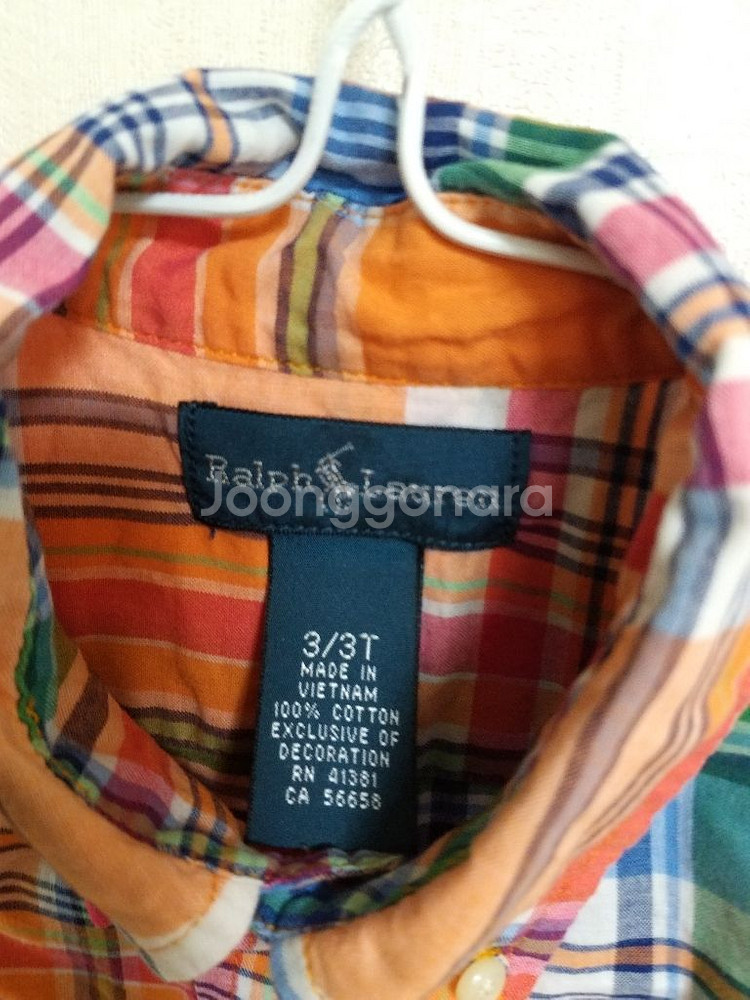 Ralph Lauren
Joonggonara
3/3T
MADE IN
VIETNAM
100% COTTON
EXCLUSIVE OF
DECORATION
RN 41381
CA 56658